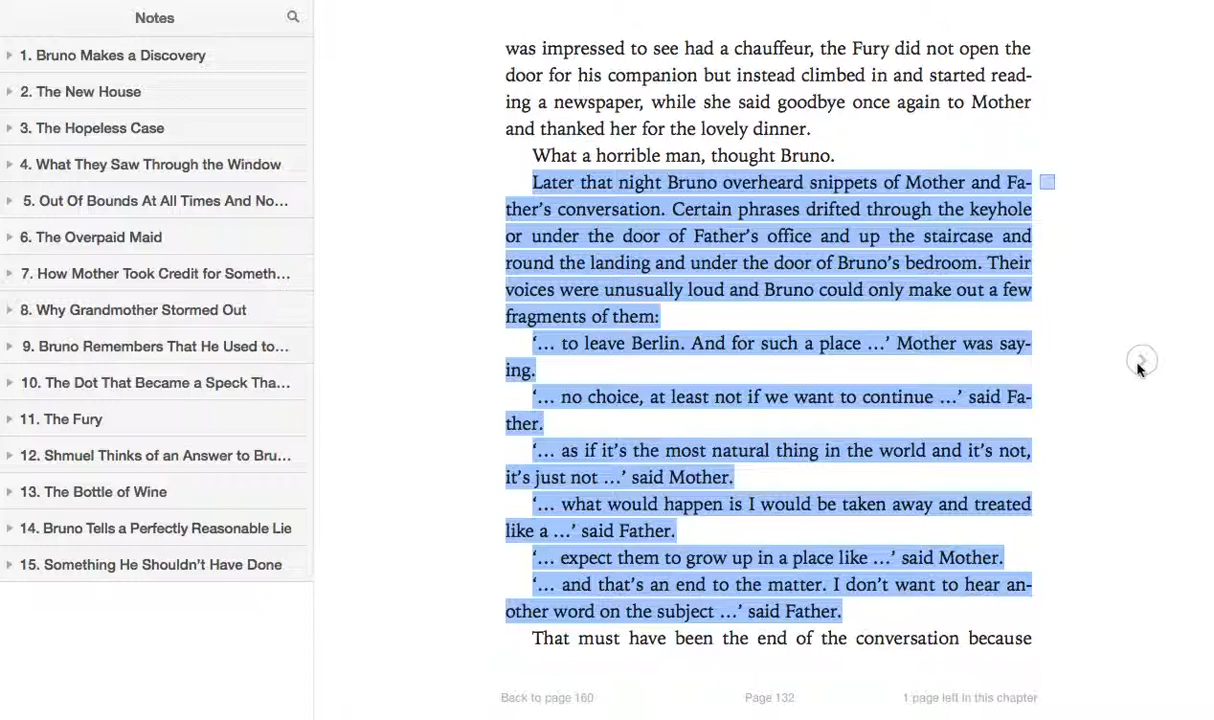 Notes
1. Bruno Makes a Discovery
2. The New House
3. The Hopeless Case
4. What They Saw Through the Window
5. Out Of Bounds At All Times And No...
6. The Overpaid Maid
7. How Mother Took Credit for Someth...
8. Why Grandmother Stormed Out
9. Bruno Remembers That He Used to...
10. The Dot That Became a Speck Tha...
11. The Fury
12. Shmuel Thinks of an Answer to Bru...
13. The Bottle of Wine
14. Bruno Tells a Perfectly Reasonable Lie
15. Something He Shouldn't Have Done
was impressed to see had a chauffeur, the Fury did not open the
door for his companion but instead climbed in and started read-
ing a newspaper, while she said goodbye once again to Mother
and thanked her for the lovely dinner.
What a horrible man, thought Bruno.
Later that night Bruno overheard snippets of Mother and Fa-
ther's conversation. Certain phrases drifted through the keyhole
or under the door of Father's office and up the staircase and
round the landing and under the door of Bruno's bedroom. Their
voices were unusually loud and Bruno could only make out a few
fragments of them:
'… to leave Berlin. And for such a place …' Mother was say-
ing.
'… no choice, at least not if we want to continue …' said Fa-
ther.
'… as if it's the most natural thing in the world and it's not,
it's just not …' said Mother.
'… what would happen is I would be taken away and treated
like a …' said Father.
'… expect them to grow up in a place like …' said Mother.
'… and that's an end to the matter. I don't want to hear an-
other word on the subject …' said Father.
That must have been the end of the conversation because
Back to page 160
Page 132
1 page left in this chapter